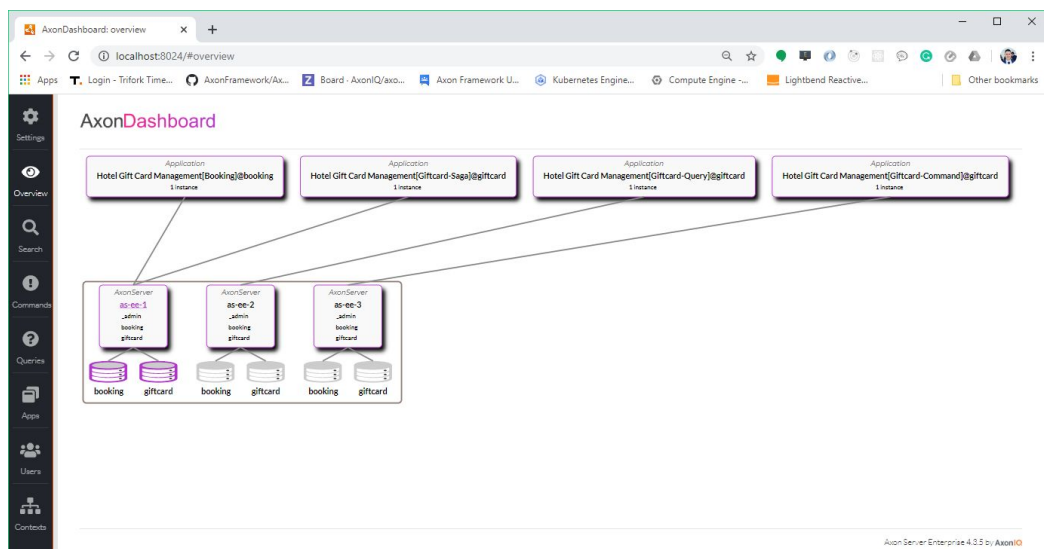 AxonDashboard: overview
localhost:8024/#overview
Apps
Login - Trifork Time...
AxonFramework/Ax...
Board · AxonIQ/axo...
Axon Framework U...
Kubernetes Engine...
Compute Engine -...
Lightbend Reactive...
Other bookmarks
Settings
Overview
Search
Commands
Queries
Apps
Users
Contexts
AxonDashboard
Application
Hotel Gift Card Management[Booking]@booking
1 instance
Application
Hotel Gift Card Management[Giftcard-Saga]@giftcard
1 instance
Application
Hotel Gift Card Management[Giftcard-Query]@giftcard
1 instance
Application
Hotel Gift Card Management[Giftcard-Command]@giftcard
1 instance
AxonServer
as-ee-1
_admin
booking
giftcard
AxonServer
as-ee-2
_admin
booking
giftcard
AxonServer
as-ee-3
_admin
booking
giftcard
booking
giftcard
booking
giftcard
booking
giftcard
Axon Server Enterprise 4.3.5 by AxonIQ